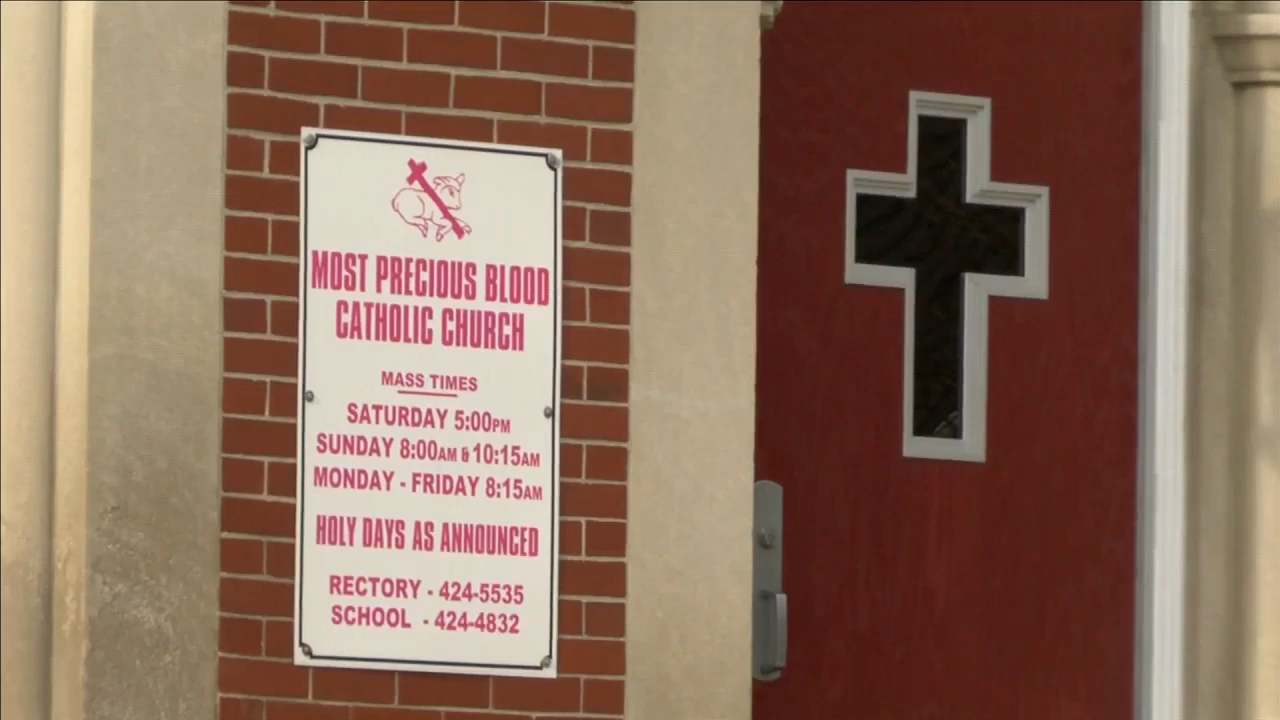 MOST PRECIOUS BLOOD
CATHOLIC CHURCH
MASS TIMES
SATURDAY 5:00PM
SUNDAY 8:00AM & 10:15AM
MONDAY - FRIDAY 8:15AM
HOLY DAYS AS ANNOUNCED
RECTORY - 424-5535
SCHOOL - 424-4832